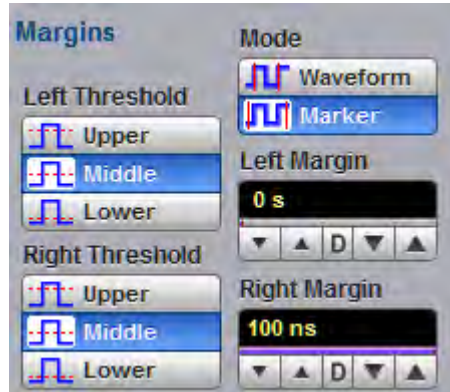 Margins
Left Threshold
Upper
Middle
Lower
Right Threshold
Upper
Middle
Lower
Mode
Waveform
Marker
Left Margin
0 s
D
Right Margin
100 ns
D